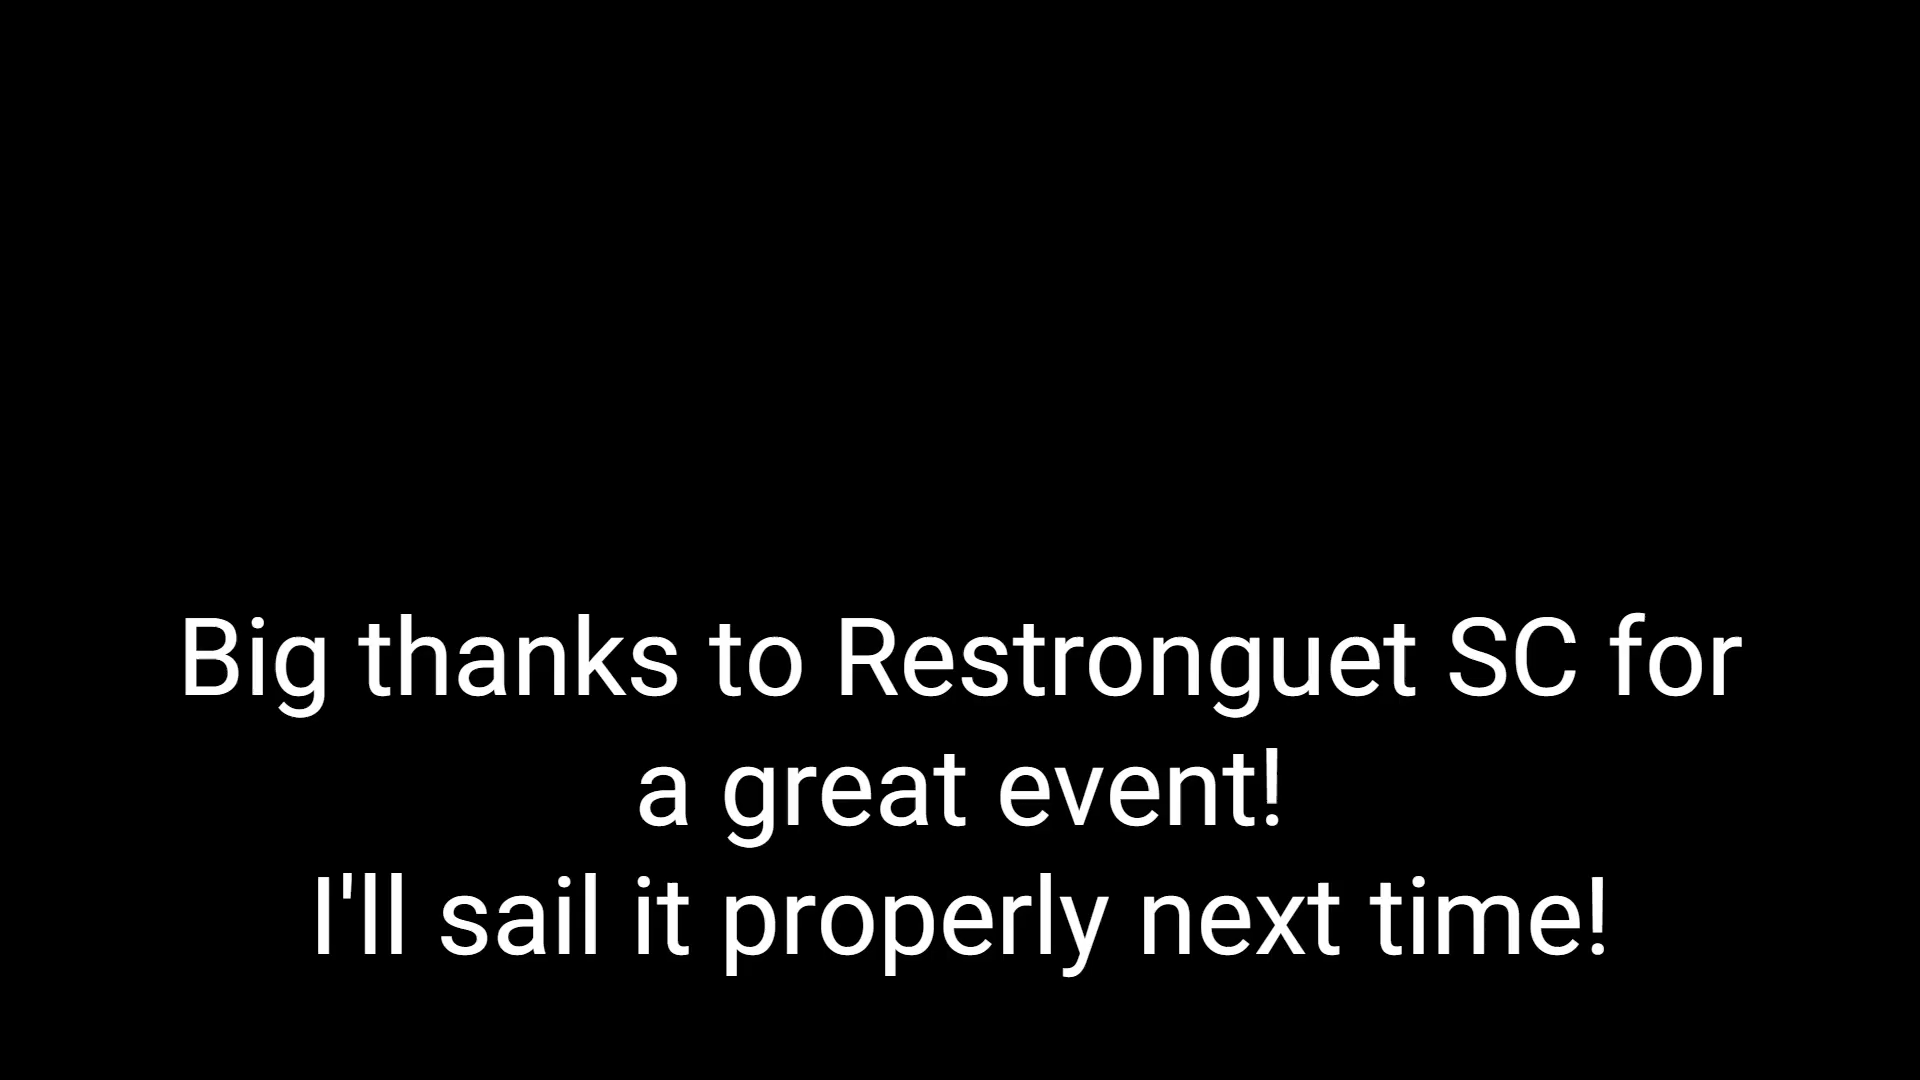 Big thanks to Restronguet SC for
a great event!
I'll sail it properly next time!